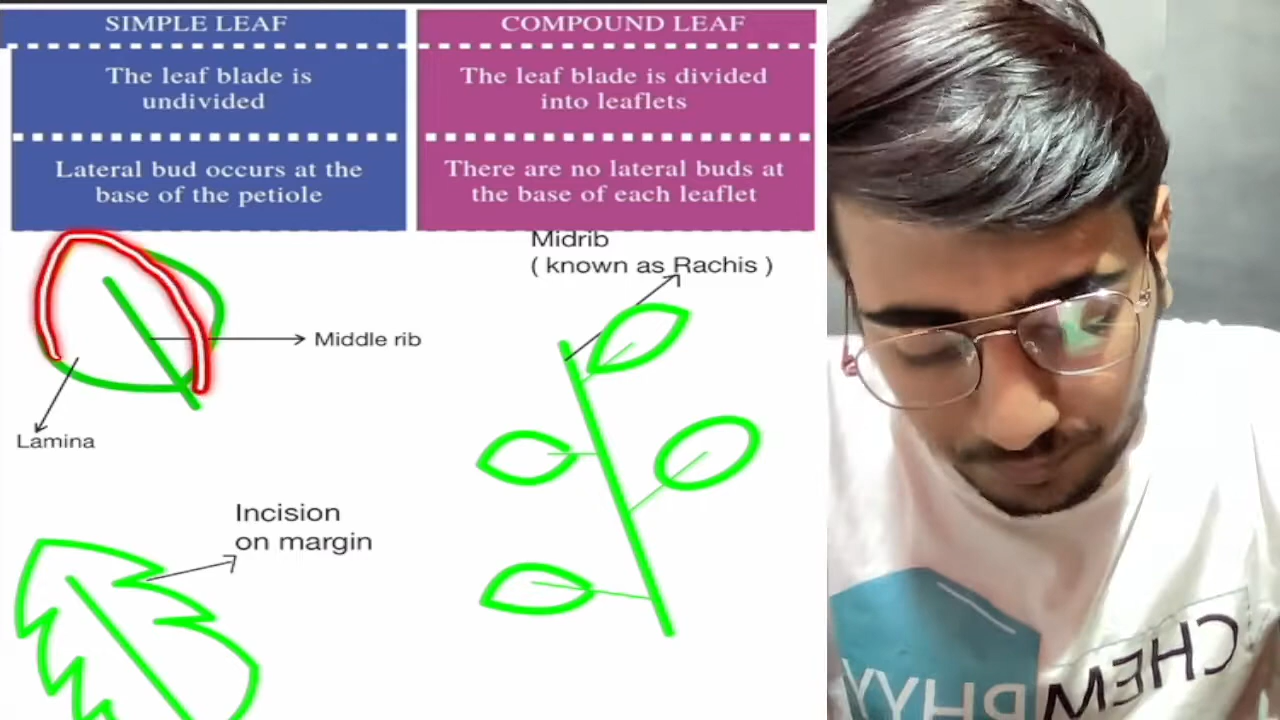 SIMPLE LEAF
The leaf blade is
undivided
Lateral bud occurs at the
base of the petiole
COMPOUND LEAF
The leaf blade is divided
into leaflets
There are no lateral buds at
the base of each leaflet
Middle rib
Lamina
Midrib
( known as Rachis )
Incision
on margin
CHEM
PHY